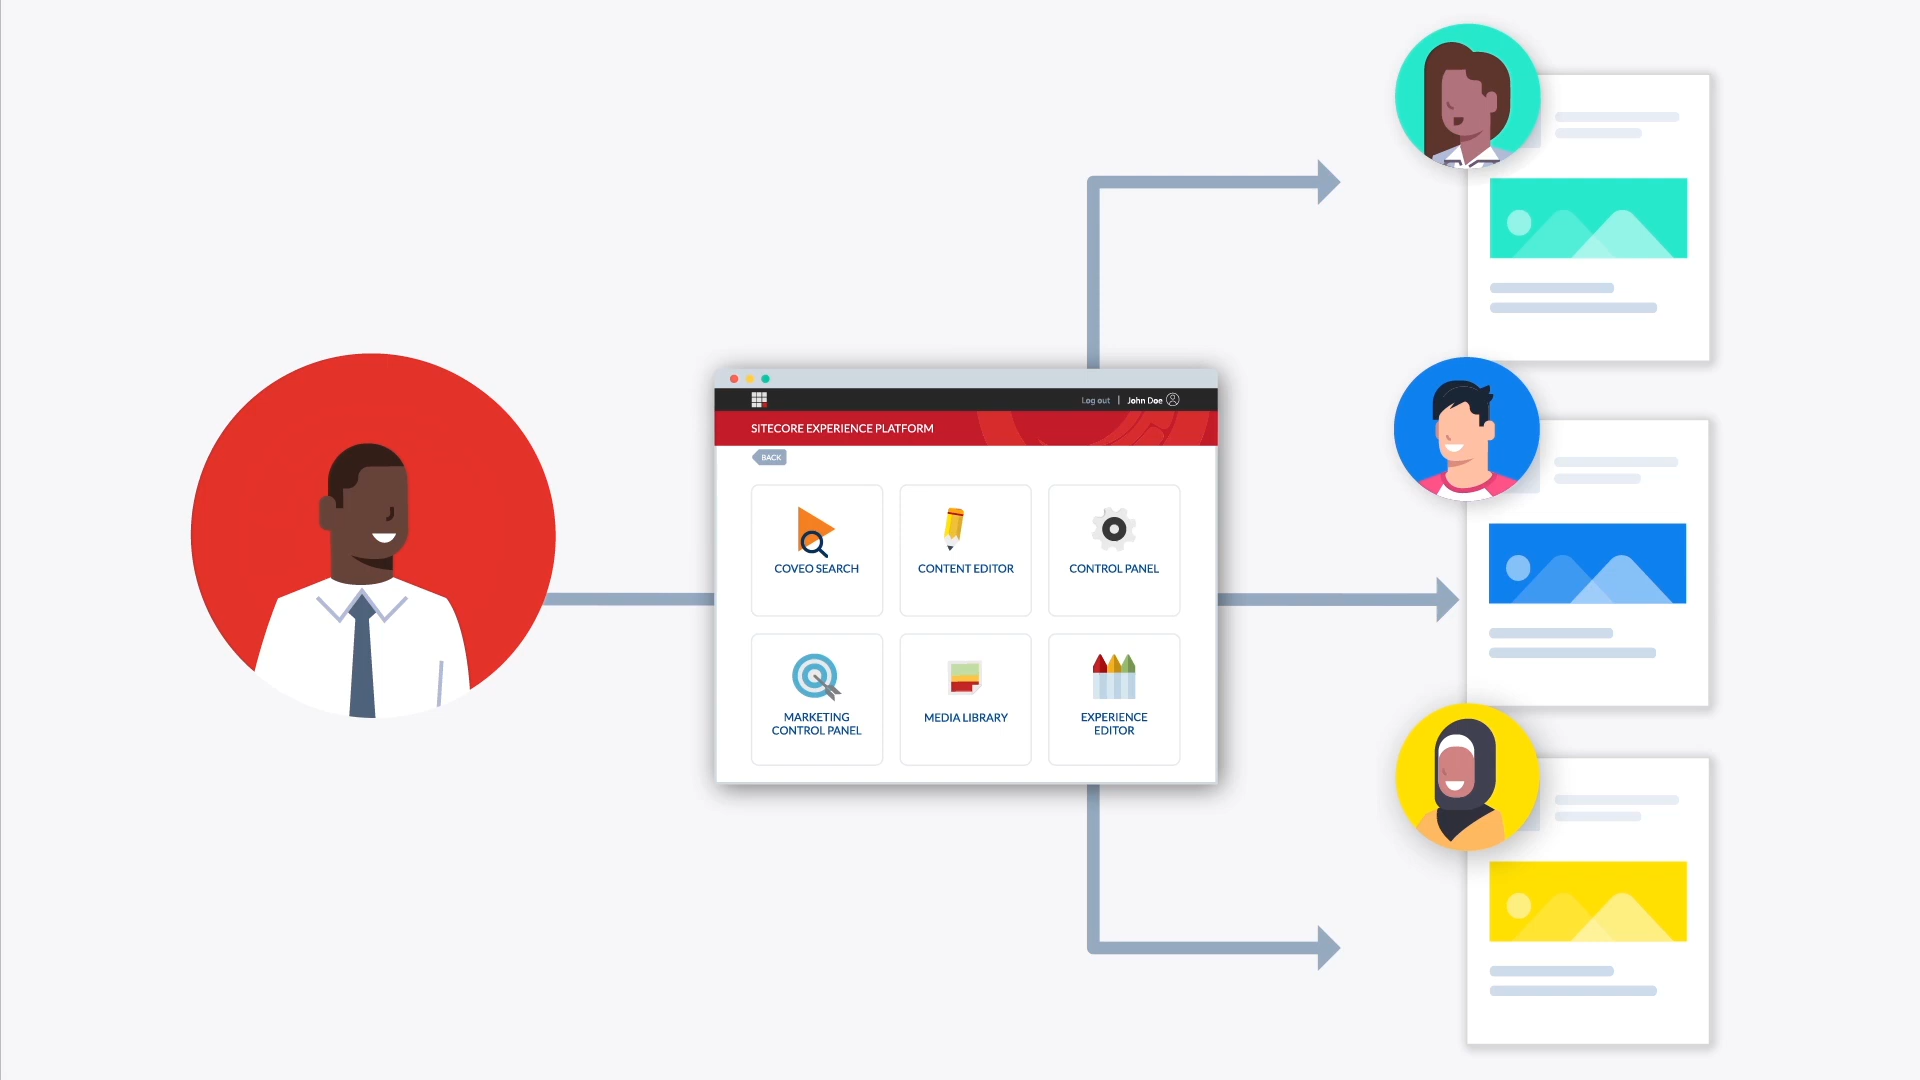 Log out | John Doe
SITECORE EXPERIENCE PLATFORM
BACK
COVEO SEARCH
CONTENT EDITOR
CONTROL PANEL
MARKETING
CONTROL PANEL
MEDIA LIBRARY
EXPERIENCE
EDITOR